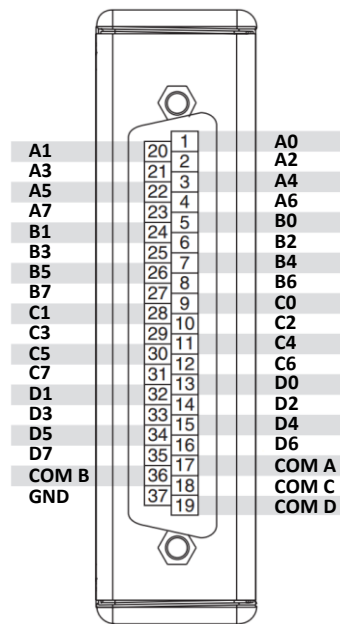 1 A0
A1 20
2 A2
A3 21
3 A4
A5 22
4 A6
A7 23
5 B0
B1 24
6 B2
B3 25
7 B4
B5 26
8 B6
B7 27
9 C0
C1 28
10 C2
C3 29
11 C4
C5 30
12 C6
C7 31
13 D0
D1 32
14 D2
D3 33
15 D4
D5 34
16 D6
D7 35
17 COM A
COM B 36
18 COM C
GND 37
19 COM D